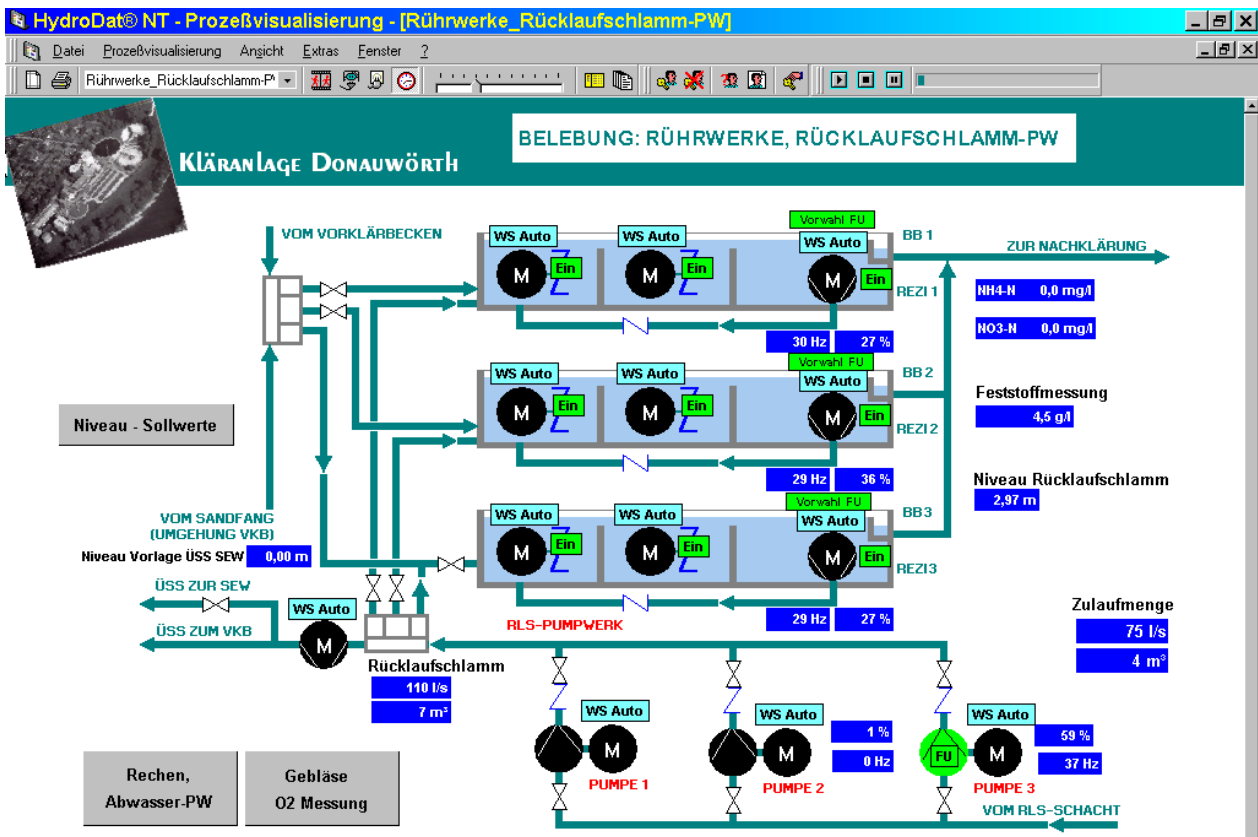 HydroDat® NT - Prozeßvisualisierung - [Rührwerke_Rücklaufschlamm-PW]
Datei Prozeßvisualisierung Ansicht Extras Fenster ?
Rührwerke_Rücklaufschlamm-P
BELEBUNG: RÜHRWERKE, RÜCKLAUFSCHLAMM-PW
Kläranlage Donauwörth
VOM VORKLÄRBECKEN
WS Auto
WS Auto
Vorwahl FU
WS Auto
BB 1
ZUR NACHKLÄRUNG
M
Ein
M
Ein
M
Ein
REZI 1
NH4-N 0,0 mg/l
NO3-N 0,0 mg/l
30 Hz
27 %
Vorwahl FU
WS Auto
WS Auto
WS Auto
BB 2
M
Ein
M
Ein
M
Ein
REZI 2
Feststoffmessung
4,5 g/l
Niveau - Sollwerte
29 Hz
36 %
Niveau Rücklaufschlamm
2,97 m
Vorwahl FU
WS Auto
WS Auto
WS Auto
BB 3
VOM SANDFANG
(UMGEHUNG VKB)
M
Ein
M
Ein
M
Ein
REZI 3
Niveau Vorlage ÜSS SEW 0,00 m
ÜSS ZUR SEW
WS Auto
29 Hz
27 %
RLS-PUMPWERK
Zulaufmenge
75 l/s
4 m³
ÜSS ZUM VKB
M
Rücklaufschlamm
110 l/s
7 m³
WS Auto
M
PUMPE 1
WS Auto
M
1 %
0 Hz
PUMPE 2
WS Auto
FU
M
59 %
37 Hz
PUMPE 3
Rechen,
Abwasser-PW
Gebläse
O2 Messung
VOM RLS-SCHACHT